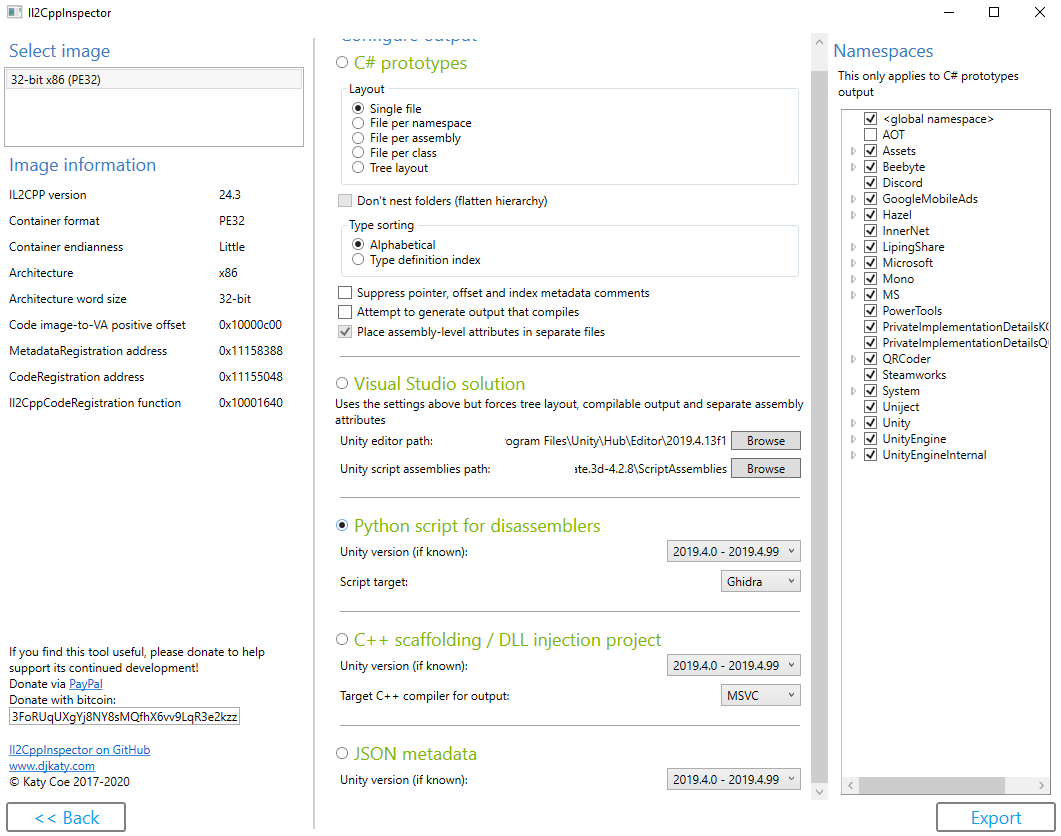 Il2CppInspector
Select image
32-bit x86 (PE32)
Image information
IL2CPP version 24.3
Container format PE32
Container endianness Little
Architecture x86
Architecture word size 32-bit
Code image-to-VA positive offset 0x10000c00
MetadataRegistration address 0x11158388
CodeRegistration address 0x11155048
Il2CppCodeRegistration function 0x10001640
If you find this tool useful, please donate to help
support its continued development!
Donate via PayPal
Donate with bitcoin:
3FoRUqUXgYj8NY8sMQfhX6vv9LqR3e2kzz
Il2CppInspector on GitHub
www.djkaty.com
© Katy Coe 2017-2020
<< Back
Configure output
C# prototypes
Layout
Single file
File per namespace
File per assembly
File per class
Tree layout
Don't nest folders (flatten hierarchy)
Type sorting
Alphabetical
Type definition index
Suppress pointer, offset and index metadata comments
Attempt to generate output that compiles
Place assembly-level attributes in separate files
Visual Studio solution
Uses the settings above but forces tree layout, compilable output and separate assembly
attributes
Unity editor path: ogram Files\Unity\Hub\Editor\2019.4.13f1 Browse
Unity script assemblies path: ate.3d-4.2.8\ScriptAssemblies Browse
Python script for disassemblers
Unity version (if known): 2019.4.0 - 2019.4.99
Script target: Ghidra
C++ scaffolding / DLL injection project
Unity version (if known): 2019.4.0 - 2019.4.99
Target C++ compiler for output: MSVC
JSON metadata
Unity version (if known): 2019.4.0 - 2019.4.99
Namespaces
This only applies to C# prototypes
output
<global namespace>
AOT
Assets
Beebyte
Discord
GoogleMobileAds
Hazel
InnerNet
LipingShare
Microsoft
Mono
MS
PowerTools
PrivateImplementationDetailsK
PrivateImplementationDetailsQ
QRCoder
Steamworks
System
Uniject
Unity
UnityEngine
UnityEngineInternal
Export